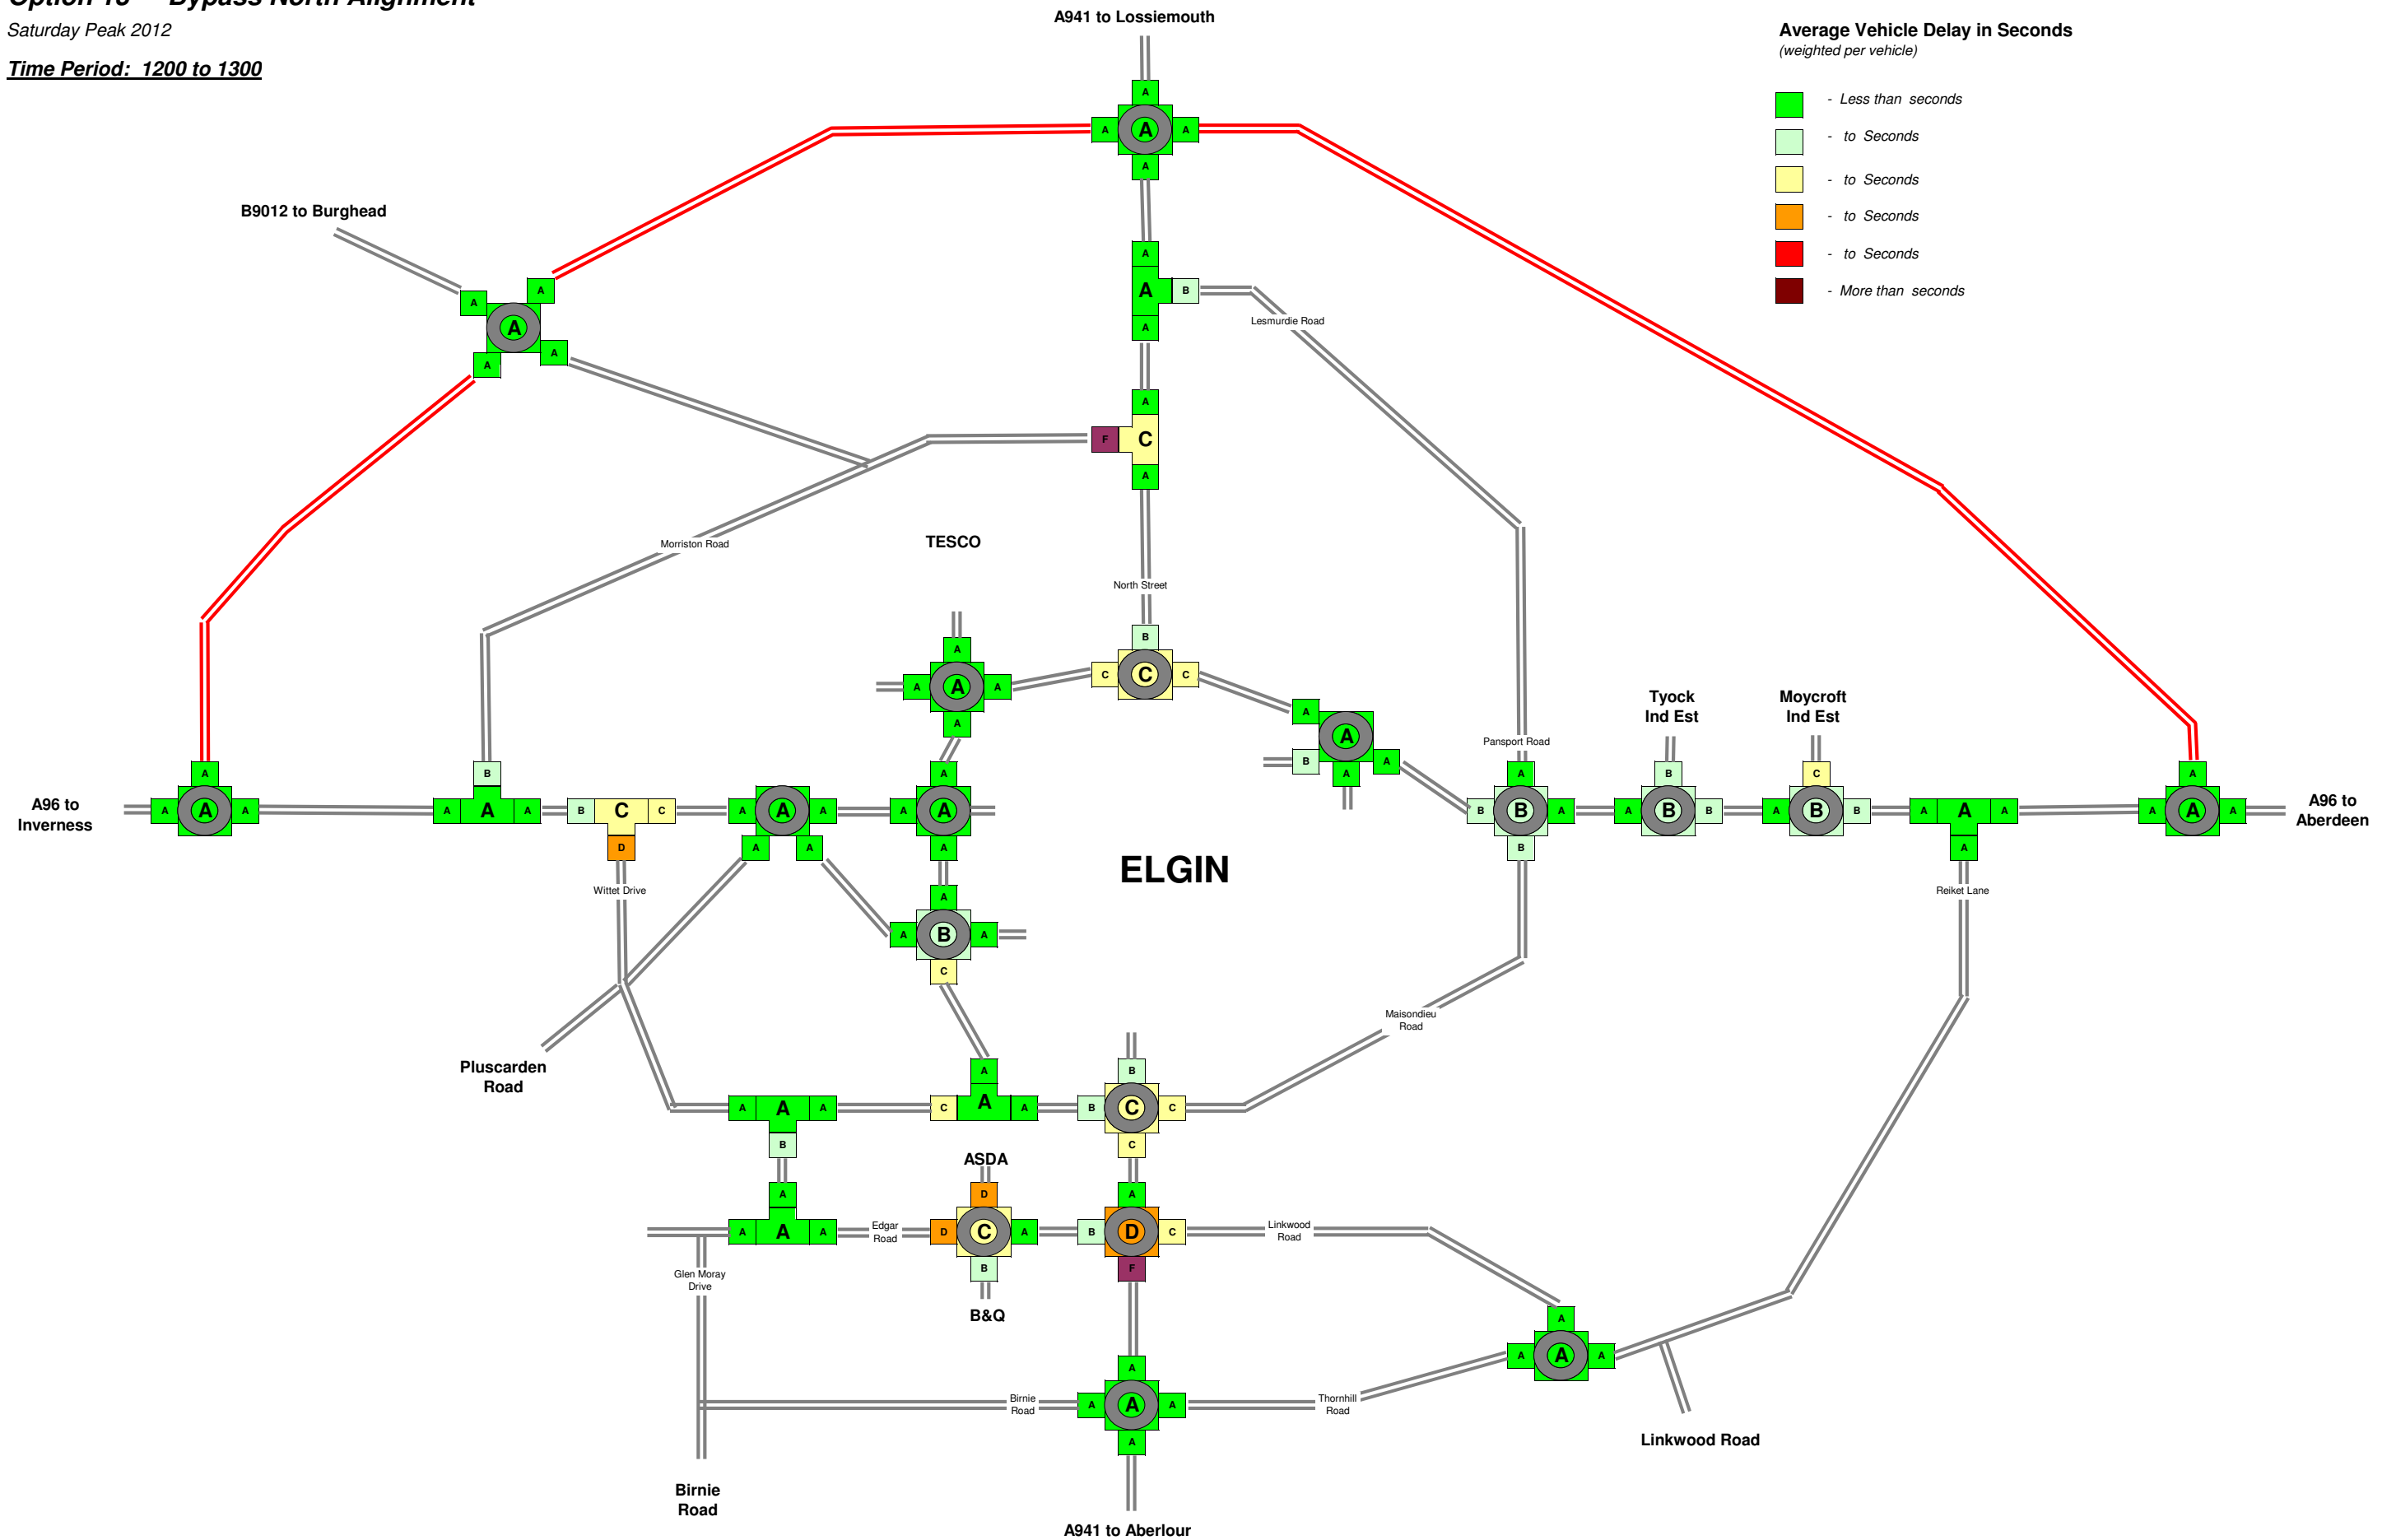 Saturday Peak 2012
Time Period: 1200 to 1300
A941 to Lossiemouth
Average Vehicle Delay in Seconds
(weighted per vehicle)
- Less than seconds
- to Seconds
- to Seconds
- to Seconds
- to Seconds
- More than seconds
A
A A A
A
B9012 to Burghead
A A
A
A A
A
A B
A
Lesmurdie Road
A
F C
A
Morriston Road
TESCO
North Street
A
A A A
A
B
C C C
A
A
B A
A
Pansport Road
Tyock
Ind Est
Moycroft
Ind Est
A96 to
Inverness
A
A A A
B
A A A
B C C
D
A A A
A A
A
A A
A
ELGIN
A
B B A
B
B
A B B
C
A B B
A A A
A
A
A A A
A96 to
Aberdeen
Wittet Drive
Reiket Lane
A
A B A
C
Maisondieu
Road
Pluscarden
Road
A A A
B
A
C A A
B
B C C
C
ASDA
A
A A A
Edgar
Road
D
D C A
B
A
B D C
F
Linkwood
Road
Glen Moray
Drive
B&Q
A
A A A
A
A A A
A
Birnie
Road
Thornhill
Road
Linkwood Road
Birnie
Road
A941 to Aberlour